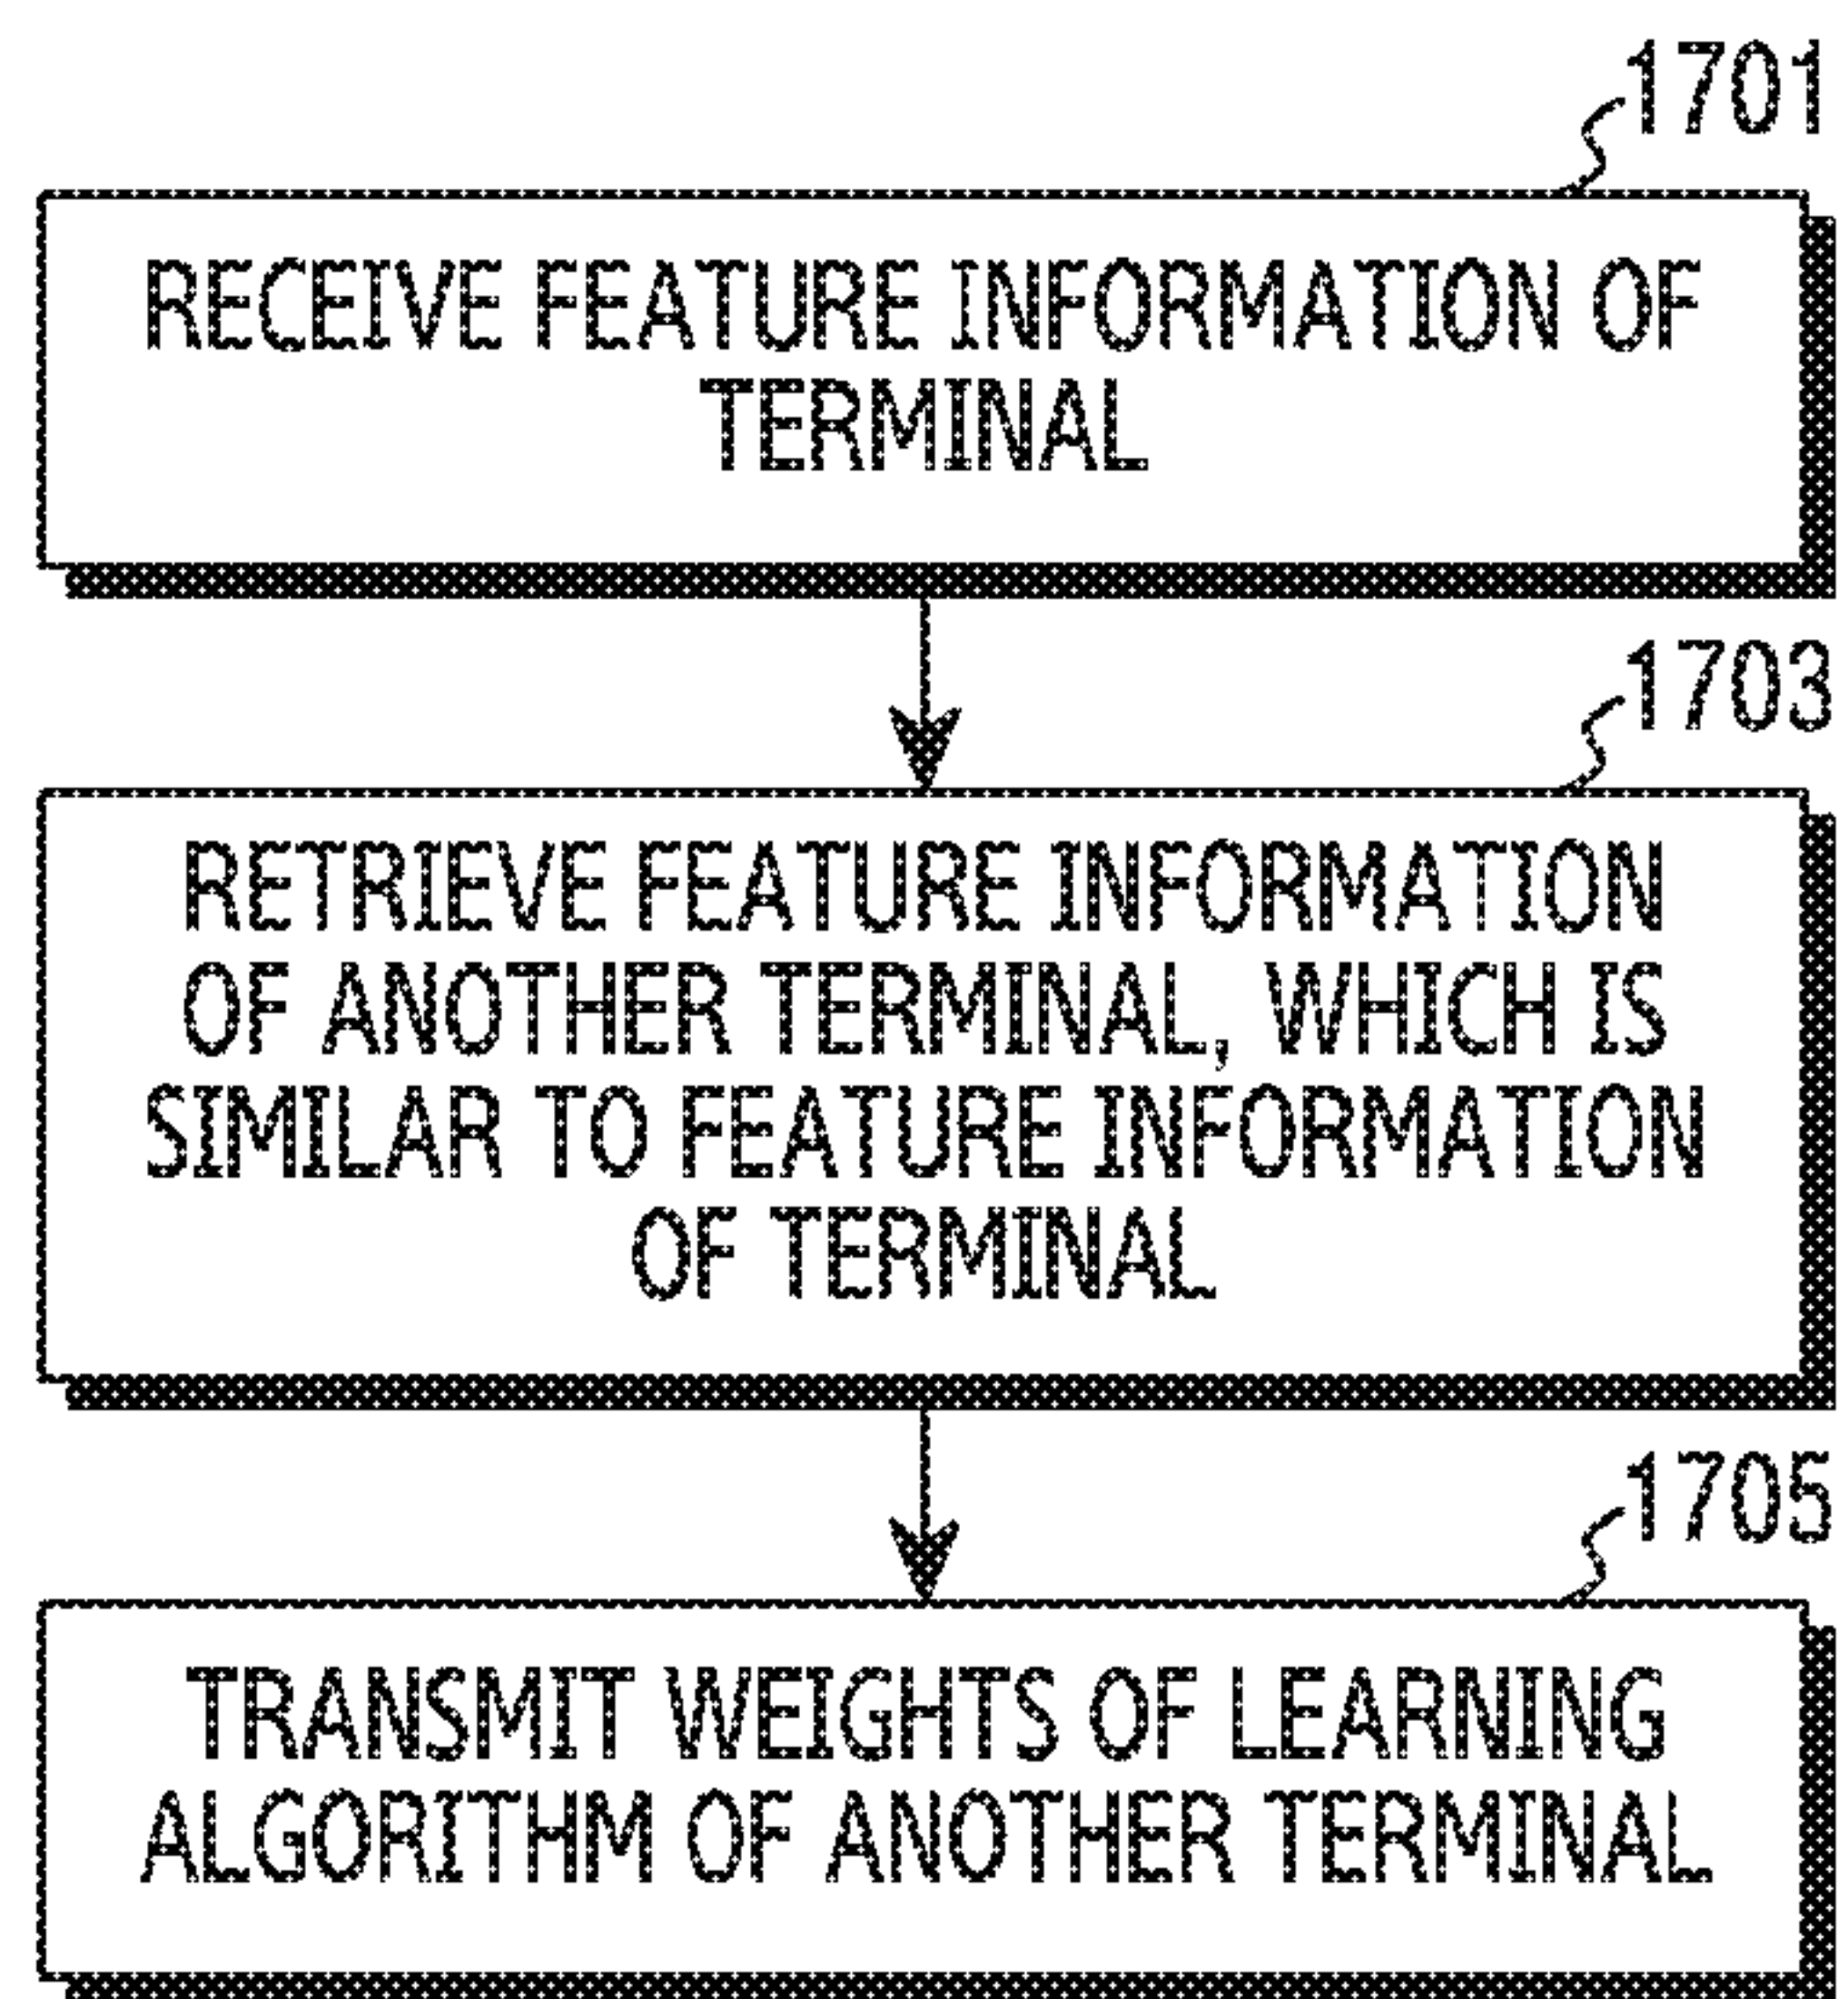 1701
RECEIVE FEATURE INFORMATION OF
TERMINAL
1703
RETRIEVE FEATURE INFORMATION
OF ANOTHER TERMINAL, WHICH IS
SIMILAR TO FEATURE INFORMATION
OF TERMINAL
1705
TRANSMIT WEIGHTS OF LEARNING
ALGORITHM OF ANOTHER TERMINAL